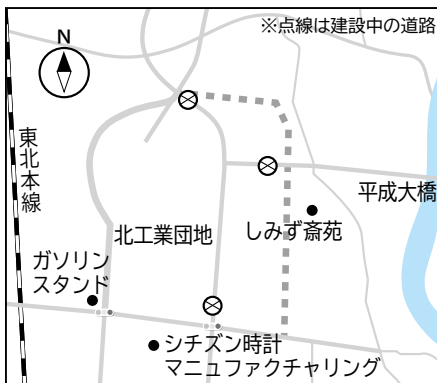 ※点線は建設中の道路
N
東北本線
平成大橋
北工業団地
しみず斎苑
ガソリン
スタンド
シチズン時計
マニュファクチャリング